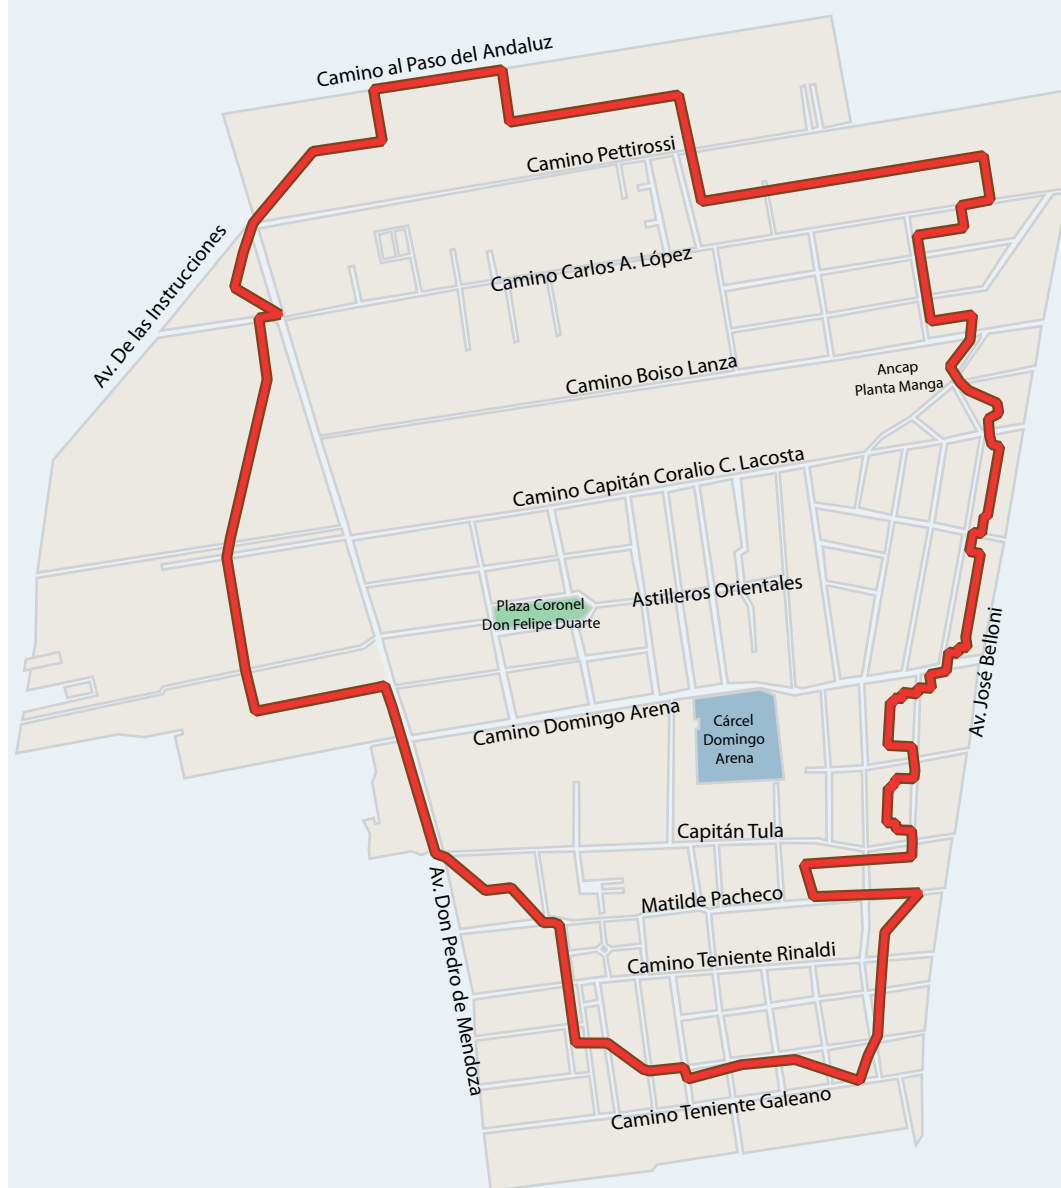 Camino al Paso del Andaluz
Camino Pettirossi
Av. De las Instrucciones
Camino Carlos A. López
Camino Boiso Lanza
Ancap
Planta Manga
Camino Capitán Coralio C. Lacosta
Astilleros Orientales
Plaza Coronel
Don Felipe Duarte
Av. José Belloni
Camino Domingo Arena
Cárcel
Domingo
Arena
Capitán Tula
Matilde Pacheco
Av. Don Pedro de Mendoza
Camino Teniente Rinaldi
Camino Teniente Galeano